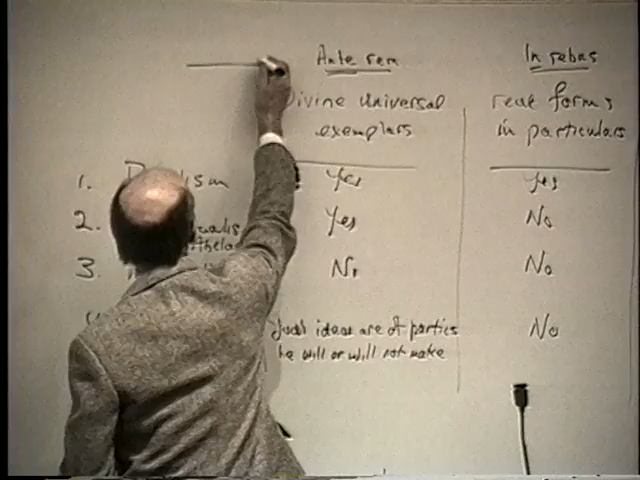 Ante rem In rebus
Divine universal real forms
exemplars in particulars
1. Yes Yes
2. Yes No
3. No No
God ideas are of parties No
he will or will not make